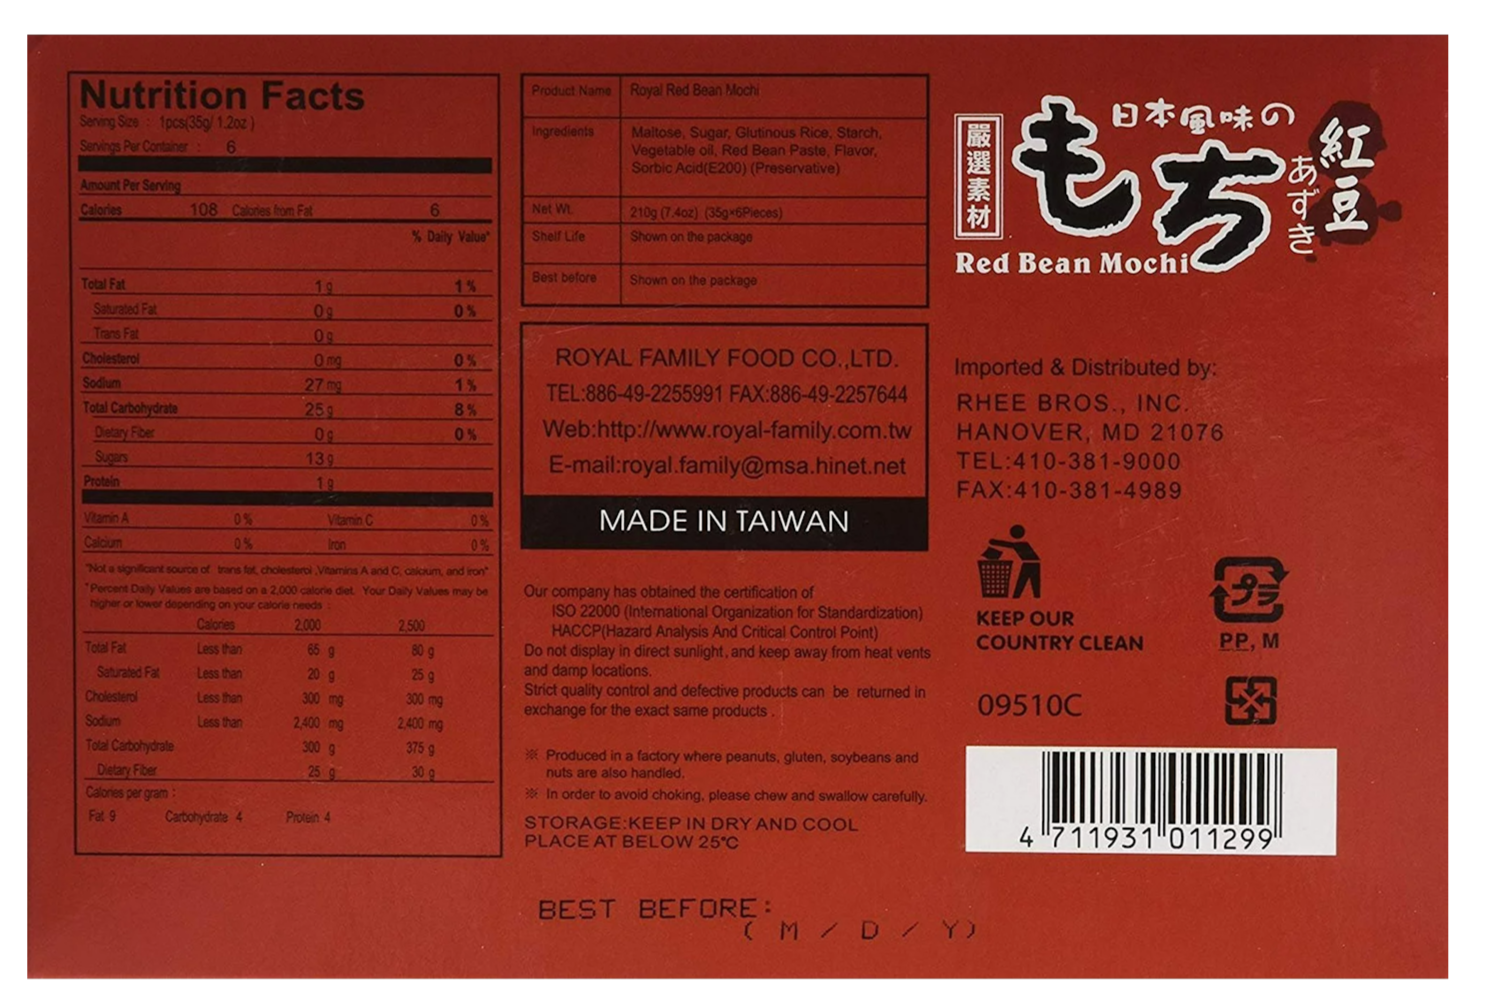 Nutrition Facts
Serving Size : 1pcs(35g/ 1.2oz )
Servings Per Container : 6
Amount Per Serving
Calories 108 Calories from Fat 6
% Daily Value*
Total Fat 1 g 1 %
Saturated Fat 0 g 0 %
Trans Fat 0 g
Cholesterol 0 mg 0 %
Sodium 27 mg 1 %
Total Carbohydrate 25 g 8 %
Dietary Fiber 0 g 0 %
Sugars 13 g
Protein 1 g
Vitamin A 0 % Vitamin C 0 %
Calcium 0 % Iron 0 %
*Not a significant source of trans fat, cholesterol ,Vitamins A and C, calcium, and iron*
*Percent Daily Values are based on a 2,000 calorie diet. Your Daily Values may be
higher or lower depending on your calorie needs :
Calories 2,000 2,500
Total Fat Less than 65 g 80 g
Saturated Fat Less than 20 g 25 g
Cholesterol Less than 300 mg 300 mg
Sodium Less than 2,400 mg 2,400 mg
Total Carbohydrate 300 g 375 g
Dietary Fiber 25 g 30 g
Calories per gram :
Fat 9 Carbohydrate 4 Protein 4
Product Name Royal Red Bean Mochi
Ingredients Maltose, Sugar, Glutinous Rice, Starch,
Vegetable oil, Red Bean Paste, Flavor,
Sorbic Acid(E200) (Preservative)
Net Wt. 210g (7.4oz) (35g×6Pieces)
Shelf Life Shown on the package
Best before Shown on the package
ROYAL FAMILY FOOD CO.,LTD.
TEL:886-49-2255991 FAX:886-49-2257644
Web:http://www.royal-family.com.tw
E-mail:royal.family@msa.hinet.net
MADE IN TAIWAN
Our company has obtained the certification of
ISO 22000 (International Organization for Standardization)
HACCP(Hazard Analysis And Critical Control Point)
Do not display in direct sunlight, and keep away from heat vents
and damp locations.
Strict quality control and defective products can be returned in
exchange for the exact same products .
※ Produced in a factory where peanuts, gluten, soybeans and
nuts are also handled.
※ In order to avoid choking, please chew and swallow carefully.
STORAGE:KEEP IN DRY AND COOL
PLACE AT BELOW 25°C
BEST BEFORE:
( M / D / Y )
嚴選素材
日本風味の
もち
紅豆
あずき
Red Bean Mochi
Imported & Distributed by:
RHEE BROS., INC.
HANOVER, MD 21076
TEL:410-381-9000
FAX:410-381-4989
KEEP OUR
COUNTRY CLEAN
プラ
PP, M
09510C
4 711931 011299